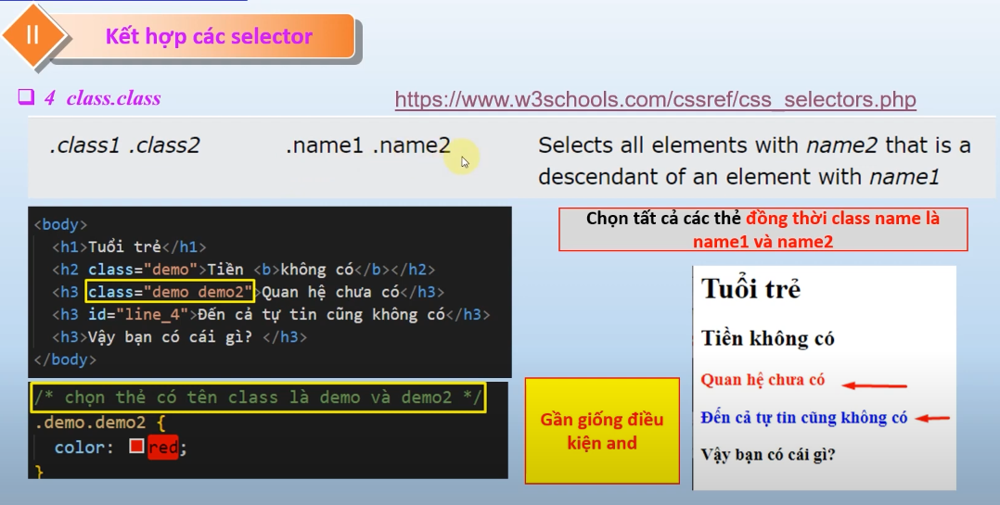 II
Kết hợp các selector
4 class.class
https://www.w3schools.com/cssref/css_selectors.php
.class1 .class2
.name1 .name2
Selects all elements with name2 that is a
descendant of an element with name1
<body>
<h1>Tuổi trẻ</h1>
<h2 class="demo">Tiền <b>không có</b></h2>
<h3 class="demo demo2">Quan hệ chưa có</h3>
<h3 id="line_4">Đến cả tự tin cũng không có</h3>
<h3>Vậy bạn có cái gì? </h3>
</body>
Chọn tất cả các thẻ đồng thời class name là
name1 và name2
/* chọn thẻ có tên class là demo và demo2 */
.demo.demo2 {
color: red;
}
Gần giống điều
kiện and
Tuổi trẻ
Tiền không có
Quan hệ chưa có
Đến cả tự tin cũng không có
Vậy bạn có cái gì?